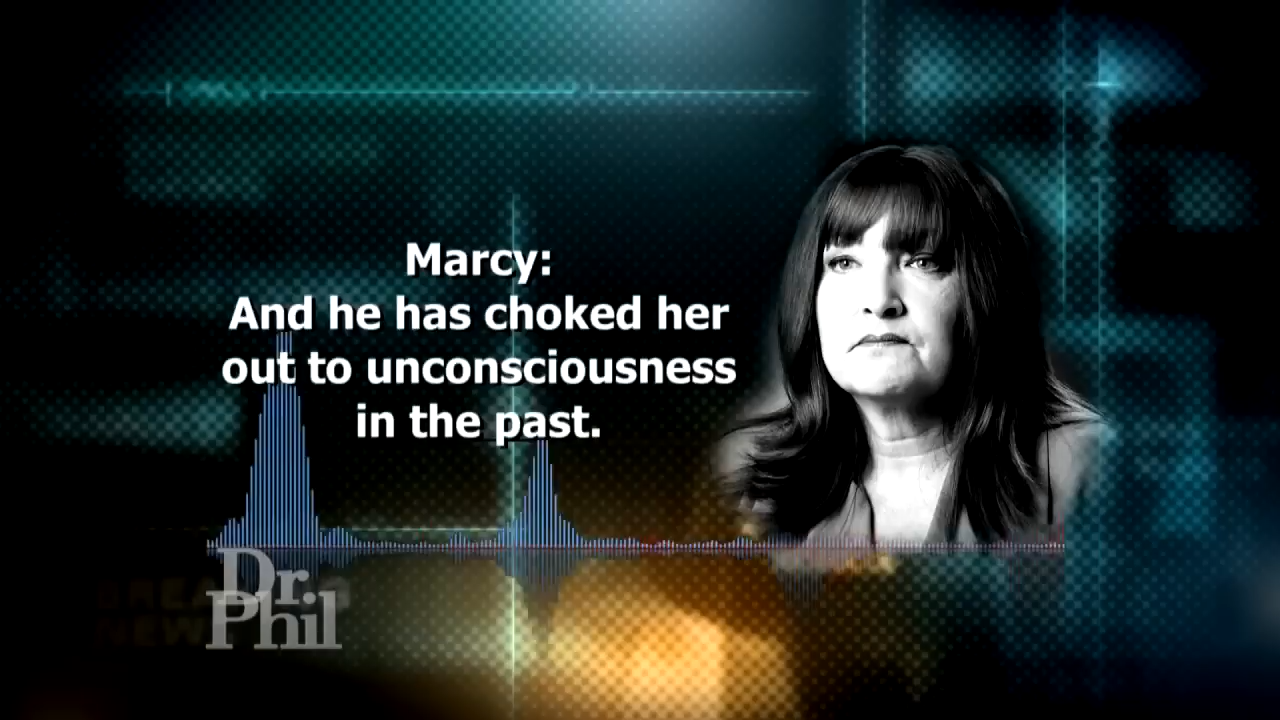 Marcy:
And he has choked her
out to unconsciousness
in the past.
Dr.
Phil